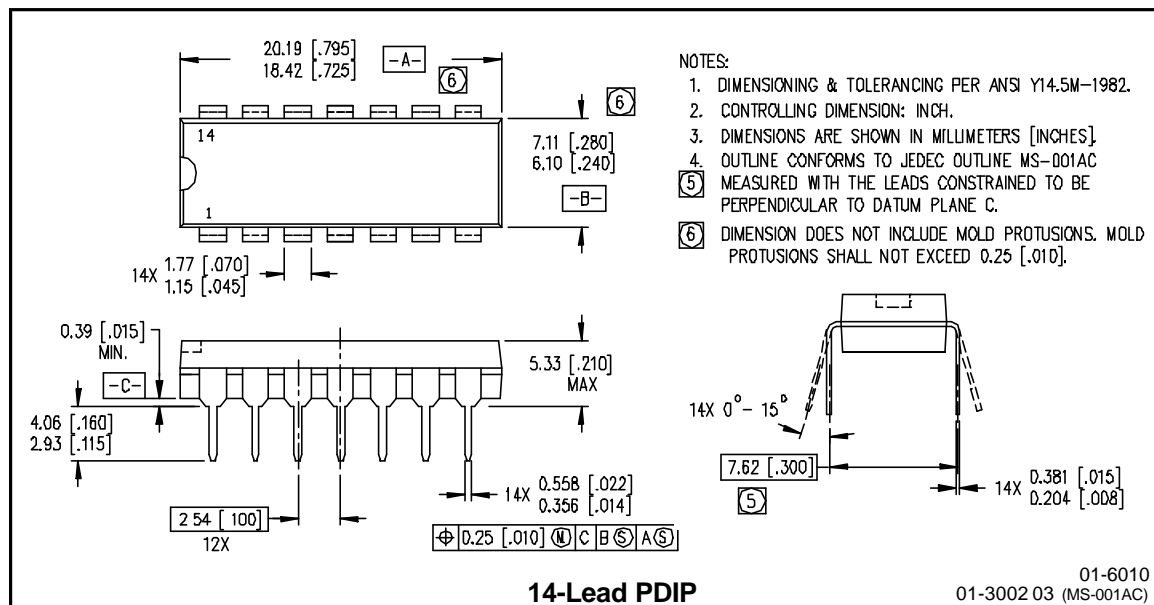 20.19 [.795]
18.42 [.725]
-A-
6
6
14
1
7.11 [.280]
6.10 [.240]
-B-
14X 1.77 [.070]
1.15 [.045]
NOTES:
1. DIMENSIONING & TOLERANCING PER ANSI Y14.5M-1982.
2. CONTROLLING DIMENSION: INCH.
3. DIMENSIONS ARE SHOWN IN MILLIMETERS [INCHES].
4. OUTLINE CONFORMS TO JEDEC OUTLINE MS-001AC
5 MEASURED WITH THE LEADS CONSTRAINED TO BE
PERPENDICULAR TO DATUM PLANE C.
6 DIMENSION DOES NOT INCLUDE MOLD PROTUSIONS. MOLD
PROTUSIONS SHALL NOT EXCEED 0.25 [.010].
0.39 [.015]
MIN.
-C-
4.06 [.160]
2.93 [.115]
5.33 [.210]
MAX
14X 0.558 [.022]
0.356 [.014]
2 54 [ 100]
12X
⌖ 0.25 [.010] Ⓜ C B Ⓢ A Ⓢ
14X 0°- 15°
7.62 [.300]
5
14X 0.381 [.015]
0.204 [.008]
14-Lead PDIP
01-6010
01-3002 03 (MS-001AC)